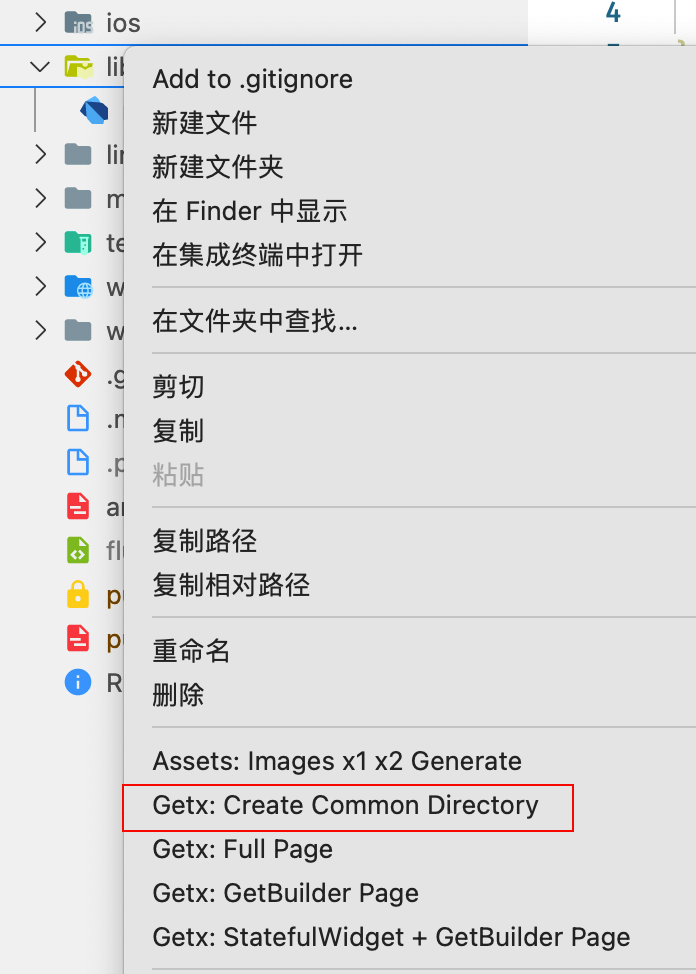 ios
4
Add to .gitignore
新建文件
新建文件夹
在 Finder 中显示
在集成终端中打开
在文件夹中查找...
剪切
复制
粘贴
复制路径
复制相对路径
重命名
删除
Assets: Images x1 x2 Generate
Getx: Create Common Directory
Getx: Full Page
Getx: GetBuilder Page
Getx: StatefulWidget + GetBuilder Page